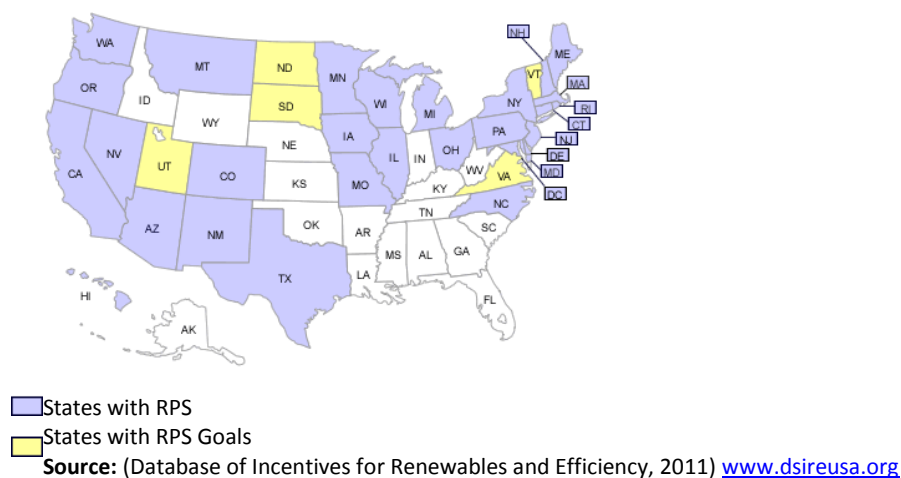 NH
WA
ME
MT
ND
MN
VT
MA
OR
ID
SD
WI
NY
RI
MI
CT
WY
IA
PA
NJ
NE
OH
NV
IL
IN
DE
UT
CO
WV
MD
CA
KS
MO
VA
KY
DC
NC
TN
OK
AZ
NM
AR
SC
MS
AL
GA
LA
TX
HI
FL
AK
States with RPS
States with RPS Goals
Source: (Database of Incentives for Renewables and Efficiency, 2011) www.dsireusa.org